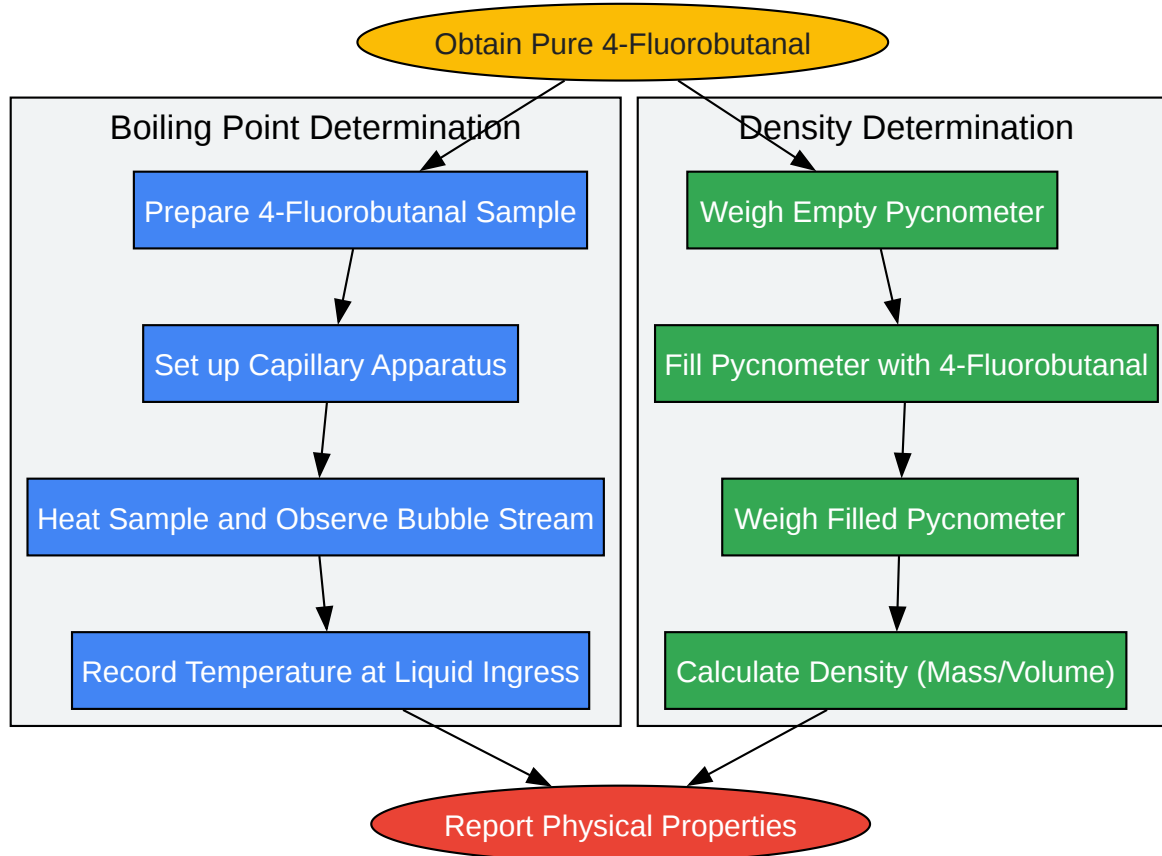 Obtain Pure 4-Fluorobutanal
Boiling Point Determination
Prepare 4-Fluorobutanal Sample
Set up Capillary Apparatus
Heat Sample and Observe Bubble Stream
Record Temperature at Liquid Ingress
Density Determination
Weigh Empty Pycnometer
Fill Pycnometer with 4-Fluorobutanal
Weigh Filled Pycnometer
Calculate Density (Mass/Volume)
Report Physical Properties